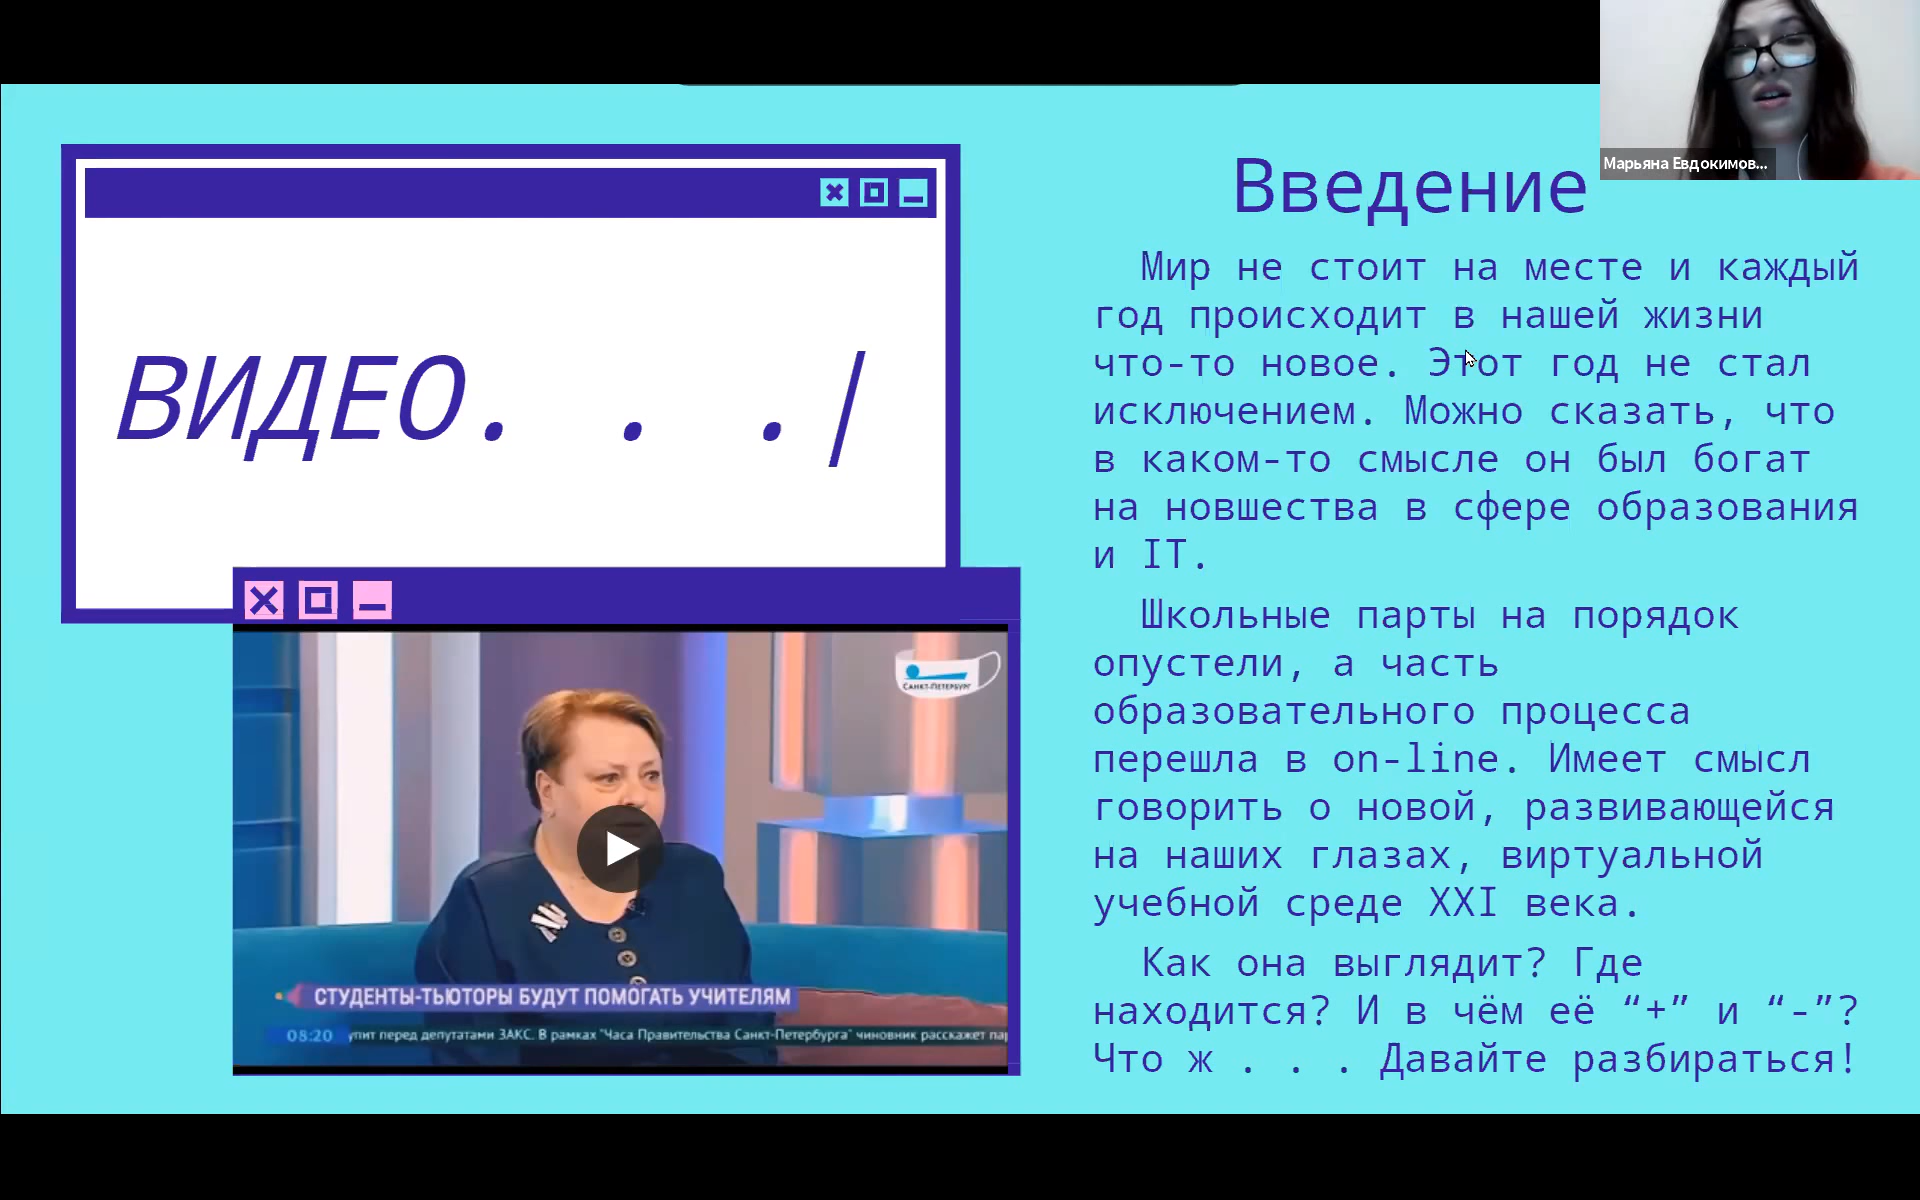 Марьяна Евдокимов...
Введение
ВИДЕО. . .|
Мир не стоит на месте и каждый
год происходит в нашей жизни
что-то новое. Этот год не стал
исключением. Можно сказать, что
в каком-то смысле он был богат
на новшества в сфере образования
и IT.
Школьные парты на порядок
опустели, а часть
образовательного процесса
перешла в on-line. Имеет смысл
говорить о новой, развивающейся
на наших глазах, виртуальной
учебной среде XXI века.
Как она выглядит? Где
находится? И в чём её “+” и “-”?
Что ж . . . Давайте разбираться!
САНКТ-ПЕТЕРБУРГ
СТУДЕНТЫ-ТЬЮТОРЫ БУДУТ ПОМОГАТЬ УЧИТЕЛЯМ
08:20 упит перед депутатами ЗАКС. В рамках "Часа Правительства Санкт-Петербурга" чиновник расскажет пар